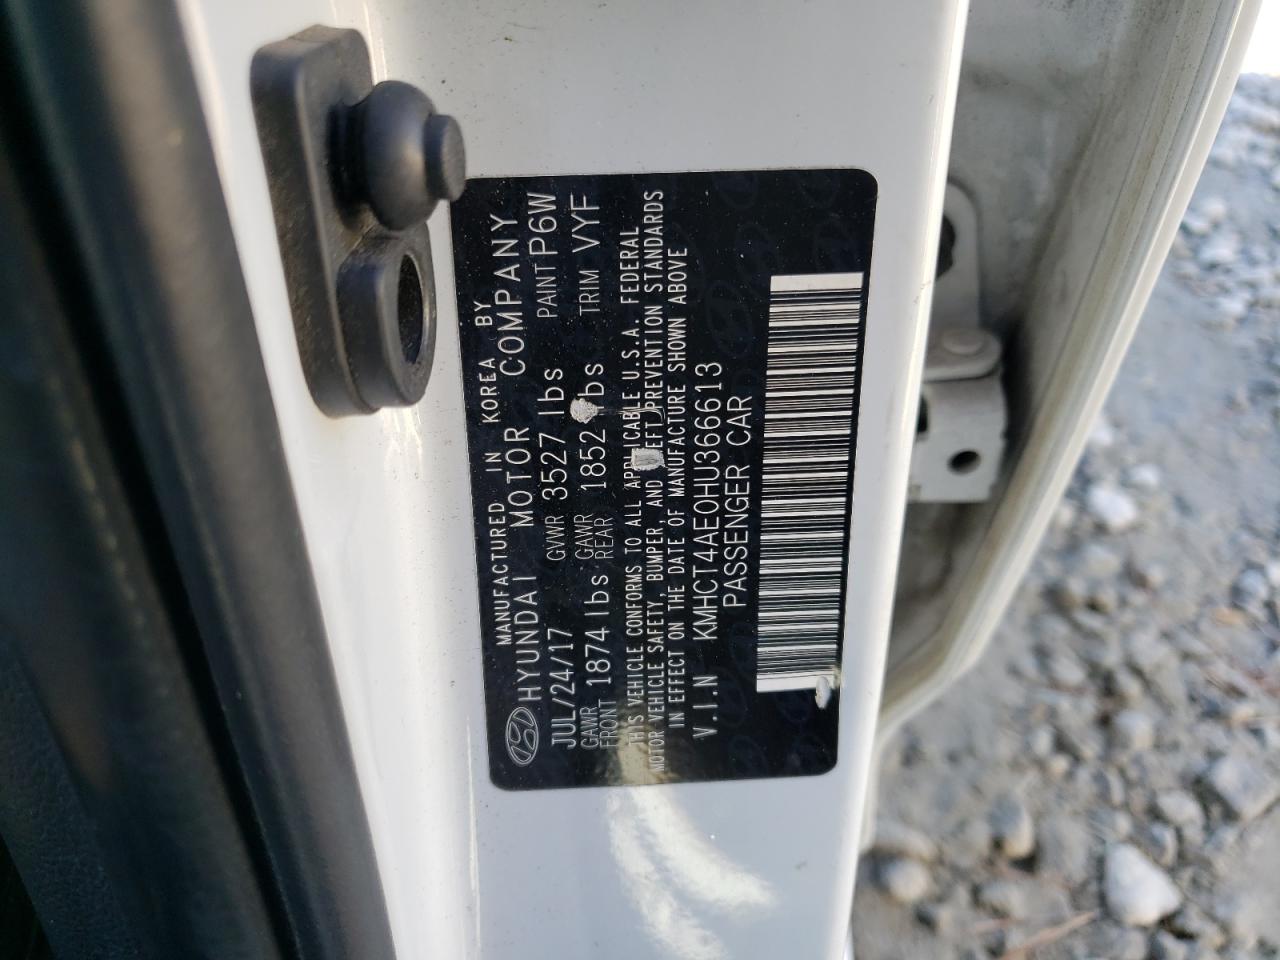 MANUFACTURED IN KOREA BY
HYUNDAI MOTOR COMPANY
JUL/24/17 GVWR 3527 lbs PAINT P6W
GAWR FRONT 1874 lbs GAWR REAR 1852 lbs TRIM VYF
THIS VEHICLE CONFORMS TO ALL APPLICABLE U.S.A. FEDERAL
MOTOR VEHICLE SAFETY, BUMPER, AND THEFT PREVENTION STANDARDS
IN EFFECT ON THE DATE OF MANUFACTURE SHOWN ABOVE
V.I.N KMHCT4AE0HU366613
PASSENGER CAR